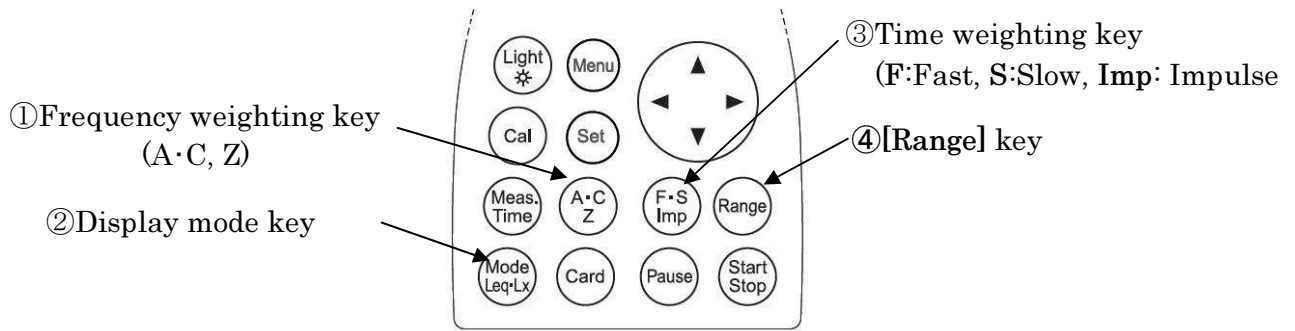 ③Time weighting key
(F:Fast, S:Slow, Imp: Impulse
①Frequency weighting key
(A・C, Z)
④[Range] key
②Display mode key
Light
Menu
Cal
Set
Meas.
Time
A・C
Z
F・S
Imp
Range
Mode
Leq・Lx
Card
Pause
Start
Stop